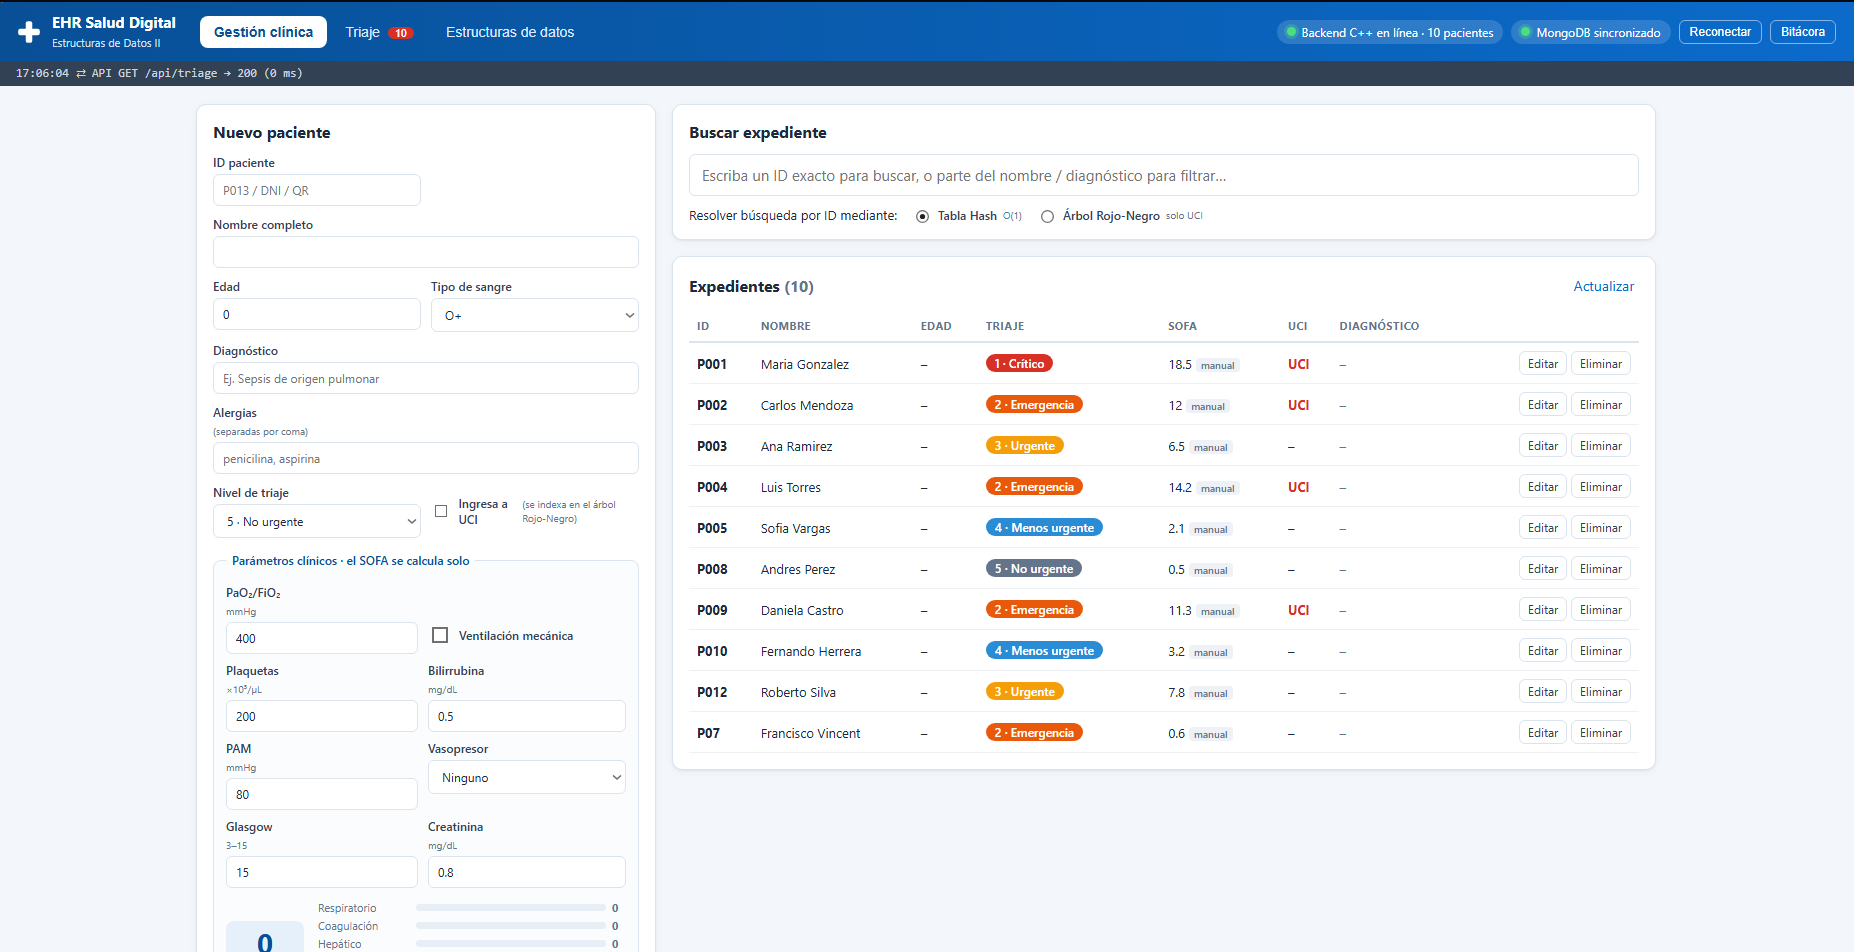 EHR Salud Digital
Estructuras de Datos II
Gestión clínica
Triaje 10
Estructuras de datos
Backend C++ en línea · 10 pacientes
MongoDB sincronizado
Reconectar
Bitácora
17:06:04 ⇄ API GET /api/triage → 200 (0 ms)
Nuevo paciente
ID paciente
P013 / DNI / QR
Nombre completo
Edad Tipo de sangre
0 O+
Diagnóstico
Ej. Sepsis de origen pulmonar
Alergias
(separadas por coma)
penicilina, aspirina
Nivel de triaje
5 · No urgente
Ingresa a UCI
(se indexa en el árbol Rojo-Negro)
Parámetros clínicos · el SOFA se calcula solo
PaO₂/FiO₂
mmHg
400
Ventilación mecánica
Plaquetas Bilirrubina
×10³/µL mg/dL
200 0.5
PAM Vasopresor
mmHg
80 Ninguno
Glasgow Creatinina
3–15 mg/dL
15 0.8
0
Respiratorio 0
Coagulación 0
Hepático 0
Buscar expediente
Escriba un ID exacto para buscar, o parte del nombre / diagnóstico para filtrar...
Resolver búsqueda por ID mediante: Tabla Hash O(1) Árbol Rojo-Negro solo UCI
Expedientes (10)
Actualizar
ID NOMBRE EDAD TRIAJE SOFA UCI DIAGNÓSTICO
P001 Maria Gonzalez – 1 · Crítico 18.5 manual UCI – Editar Eliminar
P002 Carlos Mendoza – 2 · Emergencia 12 manual UCI – Editar Eliminar
P003 Ana Ramirez – 3 · Urgente 6.5 manual – – Editar Eliminar
P004 Luis Torres – 2 · Emergencia 14.2 manual UCI – Editar Eliminar
P005 Sofia Vargas – 4 · Menos urgente 2.1 manual – – Editar Eliminar
P008 Andres Perez – 5 · No urgente 0.5 manual – – Editar Eliminar
P009 Daniela Castro – 2 · Emergencia 11.3 manual UCI – Editar Eliminar
P010 Fernando Herrera – 4 · Menos urgente 3.2 manual – – Editar Eliminar
P012 Roberto Silva – 3 · Urgente 7.8 manual – – Editar Eliminar
P07 Francisco Vincent – 2 · Emergencia 0.6 manual – – Editar Eliminar